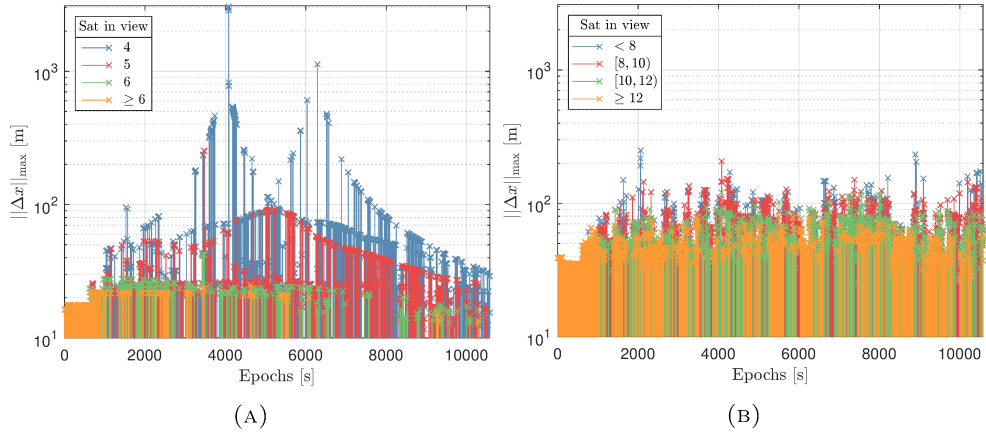 Sat in view
4
5
6
≥ 6
10³
10²
10¹
||Δx||max [m]
0 2000 4000 6000 8000 10000
Epochs [s]
(A)
Sat in view
< 8
[8, 10)
[10, 12)
≥ 12
10³
10²
10¹
||Δx||max [m]
0 2000 4000 6000 8000 10000
Epochs [s]
(B)